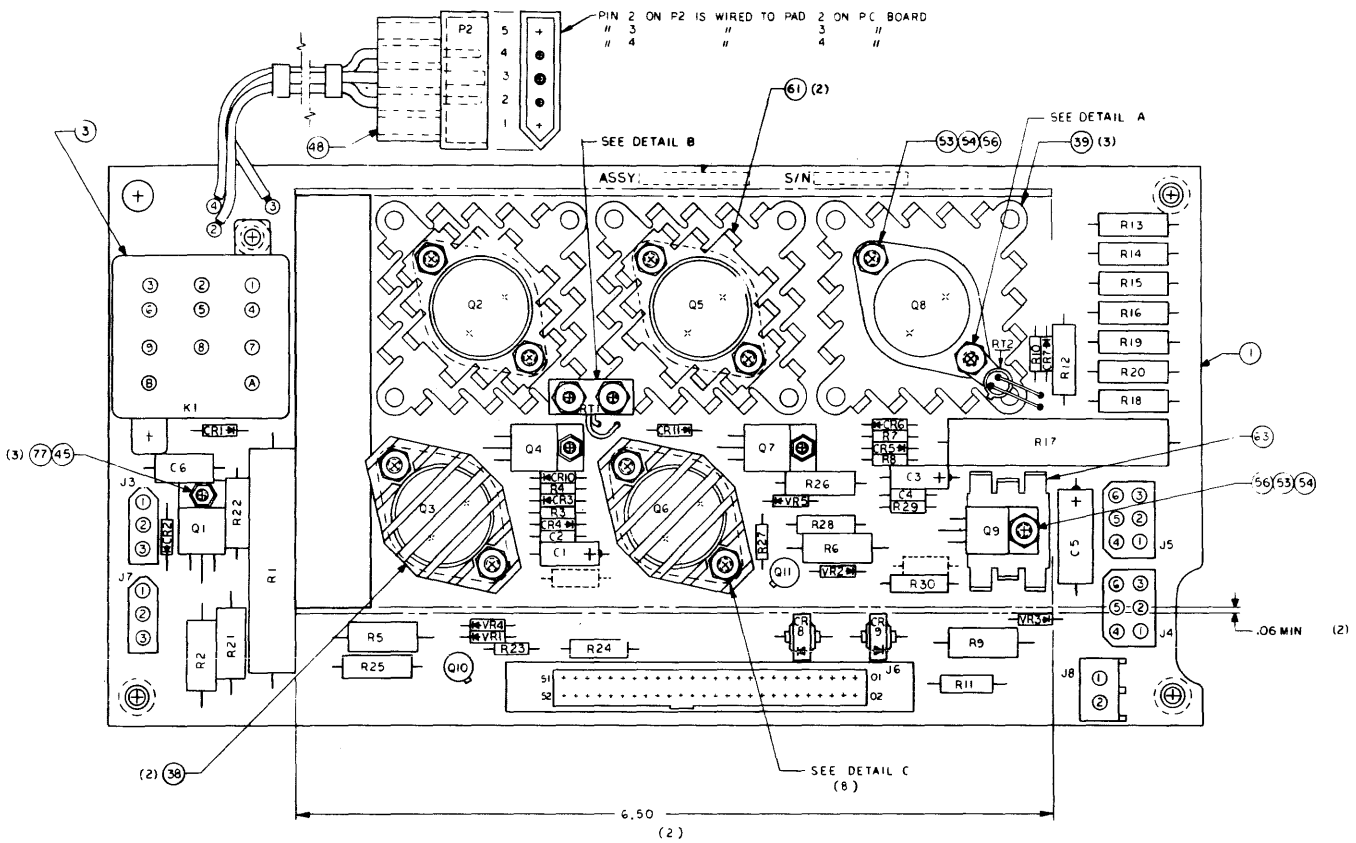 PIN 2 ON P2 IS WIRED TO PAD 2 ON PC BOARD
" 3 " 3 "
" 4 " 4 "
P2
5
4
3
2
1
48
3
61 (2)
SEE DETAIL B
53 54 56
SEE DETAIL A
39 (3)
ASSY
S/N
4
3
2
3 2 1
6 5 4
9 8 7
B A
K1
Q2
Q5
Q8
RT2
R10
CR7
R12
R13
R14
R15
R16
R19
R20
R18
1
RT1
CR1
CR11
CR6
R7
CR5
R8
R17
63
(3) 77 45
C6
Q4
Q7
J3
1
2
3
CR2
Q1
R22
R1
Q3
CR10
R4
CR3
R3
CR4
C2
C1
Q6
R26
VR5
R27
R28
R6
VR2
Q11
C3
C4
R29
R30
Q9
C5
56 53 54
6 3
5 2
4 1
J5
J7
1
2
3
6 3
5 2
4 1
J4
.06 MIN (2)
R2
R21
R5
R25
VR4
VR1
R23
Q10
R24
CR 8
CR 9
R9
VR3
J6
51 01
52 02
R11
J8
1
2
(2) 38
SEE DETAIL C
(8)
6.50
(2)